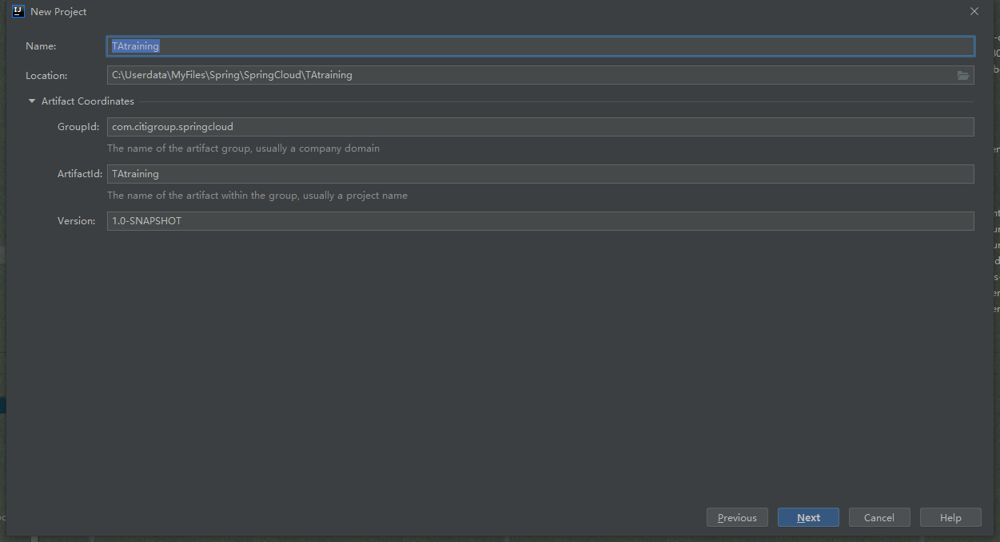 New Project
Name: TAtraining
Location: C:\Userdata\MyFiles\Spring\SpringCloud\TAtraining
Artifact Coordinates
GroupId: com.citigroup.springcloud
The name of the artifact group, usually a company domain
ArtifactId: TAtraining
The name of the artifact within the group, usually a project name
Version: 1.0-SNAPSHOT
Previous Next Cancel Help